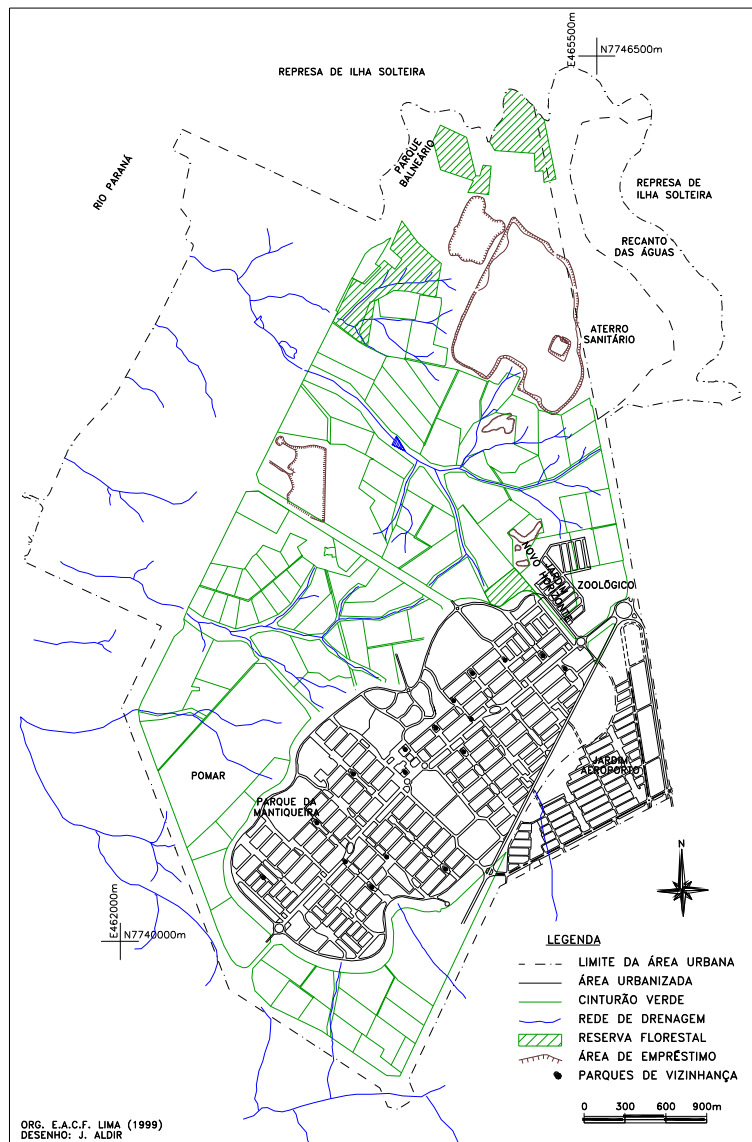 E465500m
N7746500m
REPRESA DE ILHA SOLTEIRA
RIO PARANÁ
PARQUE
BALNEÁRIO
REPRESA DE
ILHA SOLTEIRA
RECANTO
DAS ÁGUAS
ATERRO
SANITÁRIO
JARDIM
NOVO
HORIZONTE
ZOOLÓGICO
JARDIM
AEROPORTO
POMAR
PARQUE DA
MANTIQUEIRA
N
E462000m
N7740000m
LEGENDA
LIMITE DA ÁREA URBANA
ÁREA URBANIZADA
CINTURÃO VERDE
REDE DE DRENAGEM
RESERVA FLORESTAL
ÁREA DE EMPRÉSTIMO
PARQUES DE VIZINHANÇA
0 300 600 900m
ORG. E.A.C.F. LIMA (1999)
DESENHO: J. ALDIR